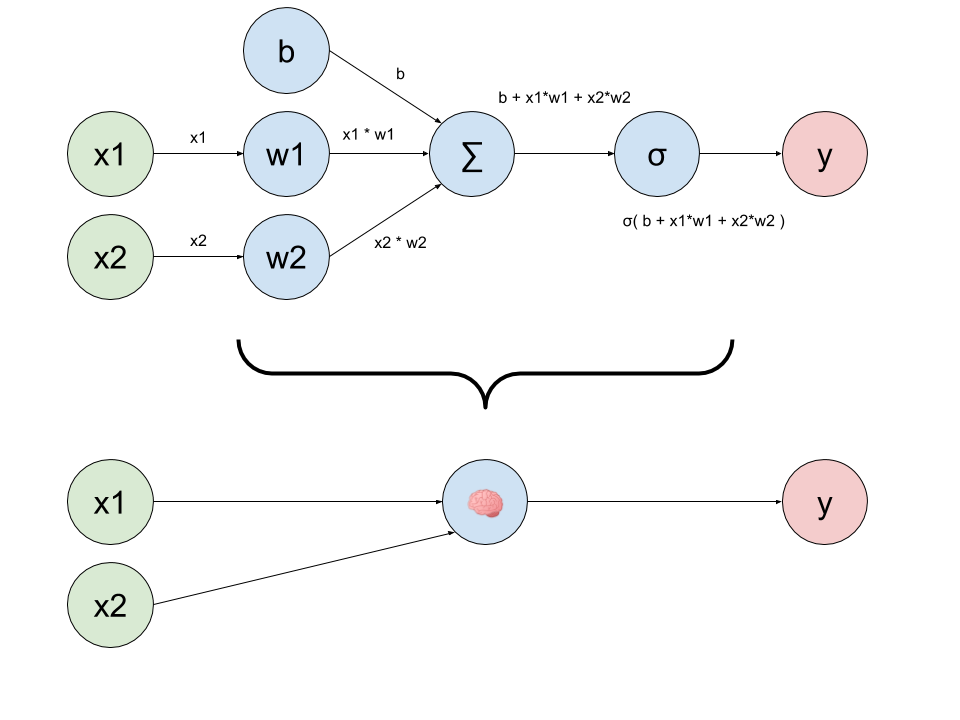 b
b
b + x1*w1 + x2*w2
x1
x1
w1
x1 * w1
∑
σ
y
x2
x2
w2
x2 * w2
σ( b + x1*w1 + x2*w2 )
x1
y
x2